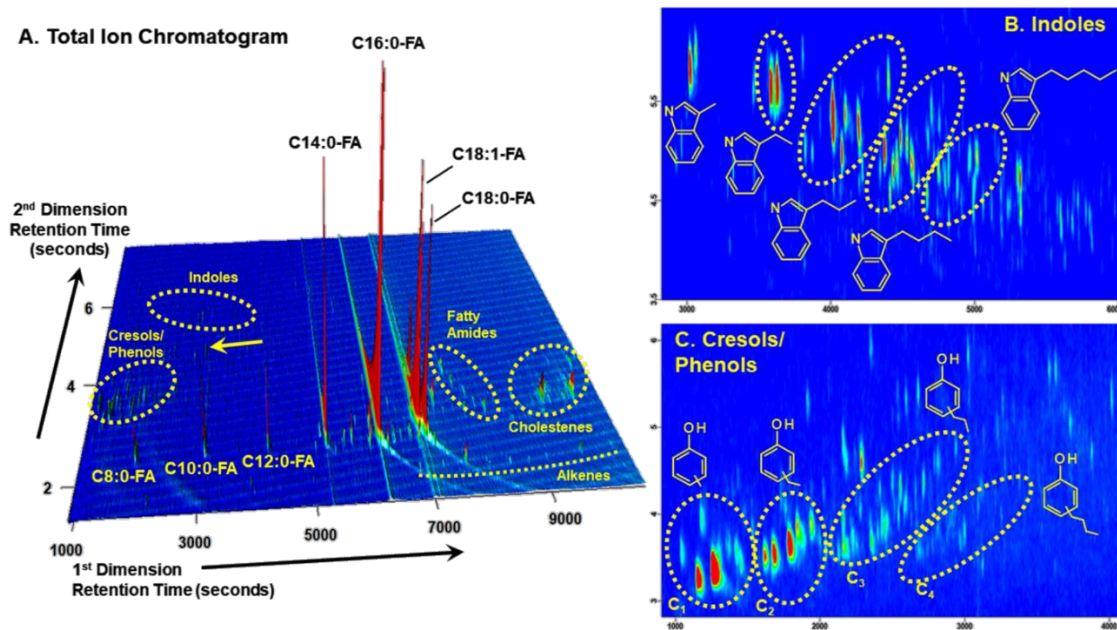 A. Total Ion Chromatogram
C16:0-FA
C14:0-FA
C18:1-FA
C18:0-FA
2nd Dimension
Retention Time
(seconds)
Indoles
6
Cresols/
Phenols
Fatty
Amides
4
Cholestenes
C8:0-FA
C10:0-FA
C12:0-FA
Alkenes
2
1000
3000
5000
7000
9000
1st Dimension
Retention Time (seconds)
B. Indoles
5,5
4,5
3,5
N
N
N
N
N
3000
4000
5000
6000
C. Cresols/
Phenols
6
5
4
3
OH
OH
OH
OH
C1
C2
C3
C4
1000
2000
3000
4000